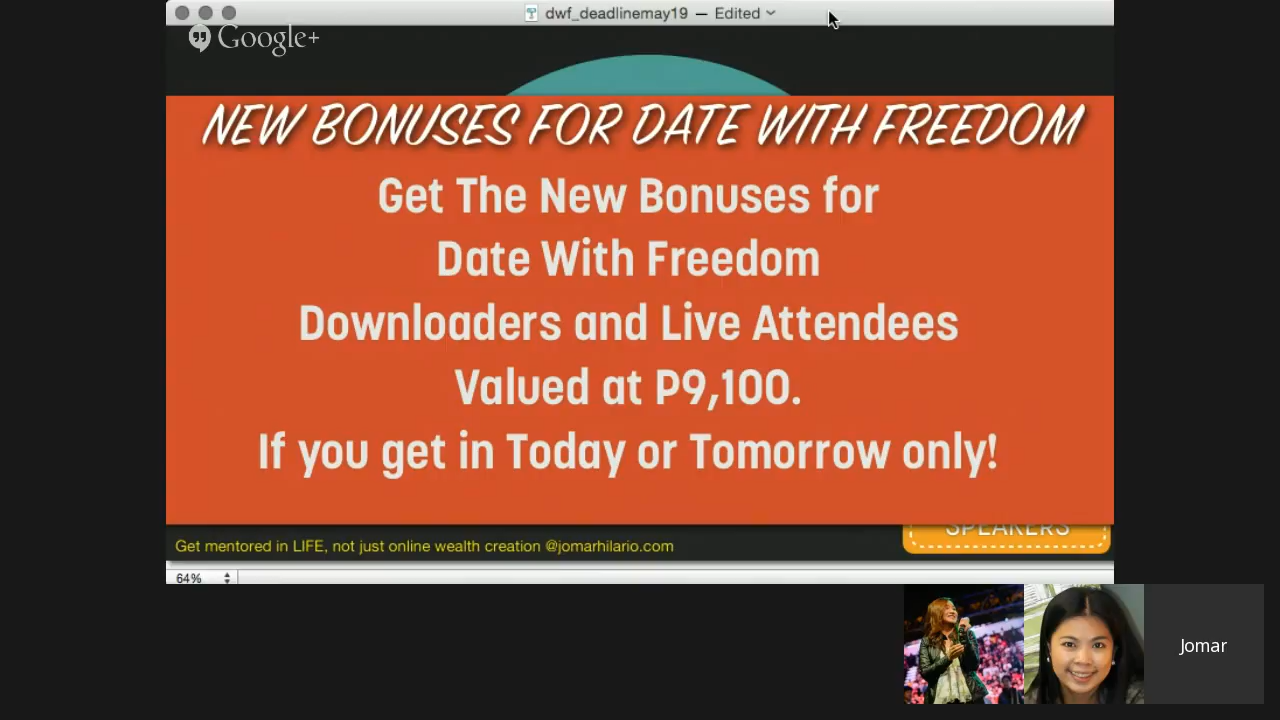 dwf_deadlinemay19 — Edited
Google+
NEW BONUSES FOR DATE WITH FREEDOM
Get The New Bonuses for
Date With Freedom
Downloaders and Live Attendees
Valued at P9,100.
If you get in Today or Tomorrow only!
SPEAKERS
Get mentored in LIFE, not just online wealth creation @jomarhilario.com
64%
Jomar